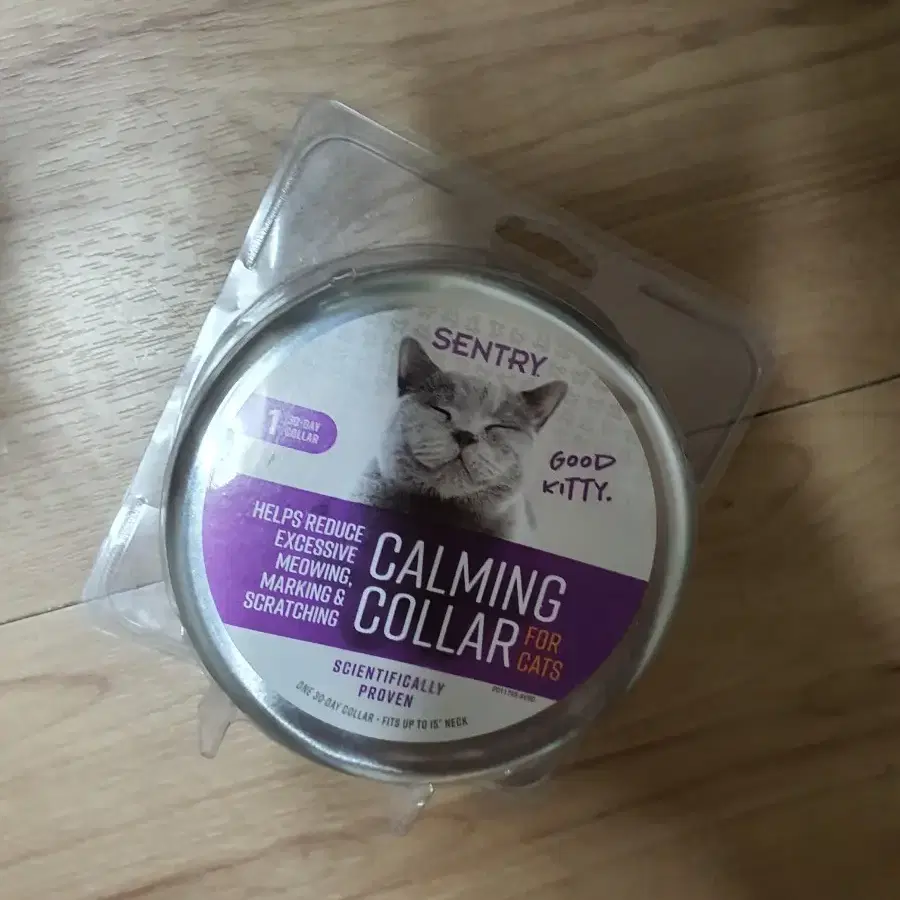 SENTRY
1 30-DAY
COLLAR
GOOD
KITTY.
HELPS REDUCE
EXCESSIVE
MEOWING,
MARKING &
SCRATCHING
CALMING
COLLAR
FOR
CATS
SCIENTIFICALLY
PROVEN
ONE 30-DAY COLLAR • FITS UP TO 15" NECK